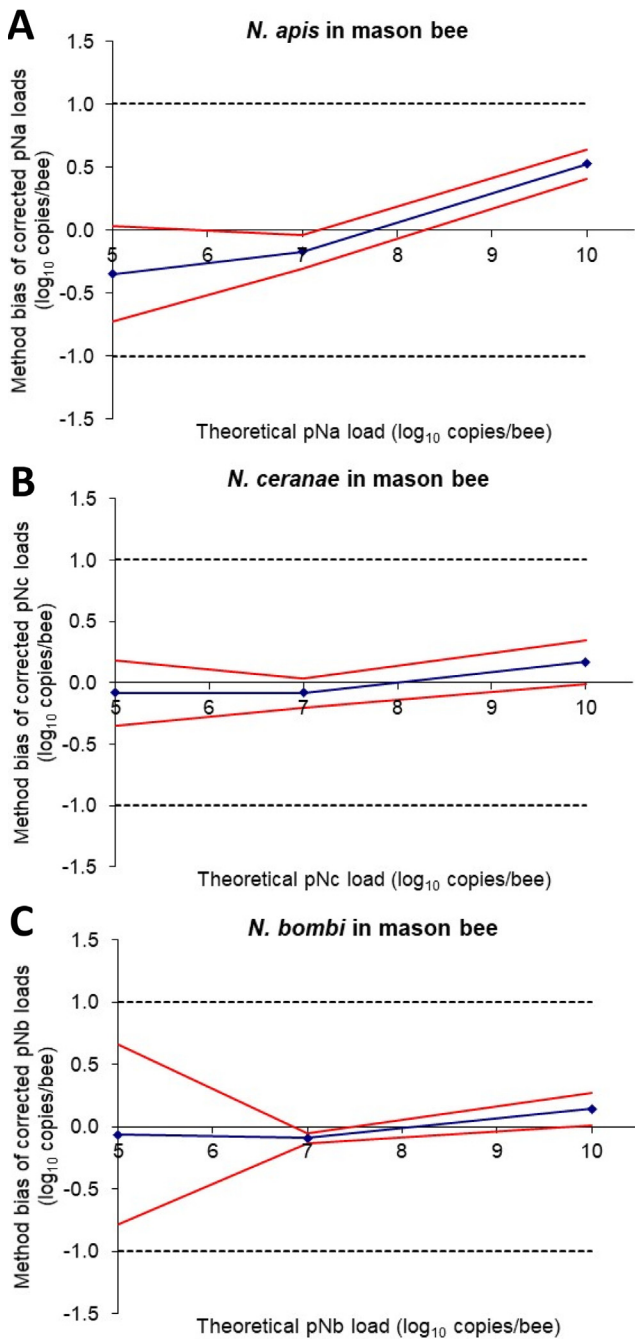 A
N. apis in mason bee
Method bias of corrected pNa loads
(log10 copies/bee)
1.0
0.5
0.0
-0.5
-1.0
-1.5
5 6 7 8 9 10
Theoretical pNa load (log10 copies/bee)
B
N. ceranae in mason bee
Method bias of corrected pNc loads
(log10 copies/bee)
1.5
1.0
0.5
0.0
-0.5
-1.0
-1.5
5 6 7 8 9 10
Theoretical pNc load (log10 copies/bee)
C
N. bombi in mason bee
Method bias of corrected pNb loads
(log10 copies/bee)
1.5
1.0
0.5
0.0
-0.5
-1.0
-1.5
5 6 7 8 9 10
Theoretical pNb load (log10 copies/bee)